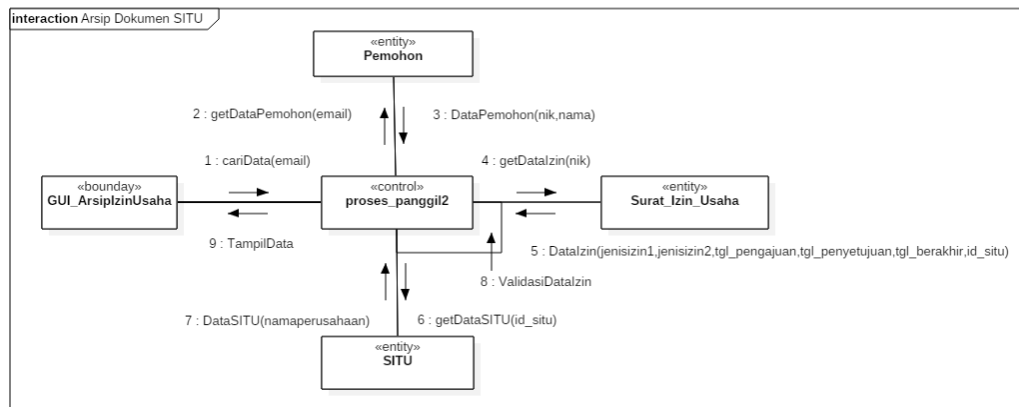 interaction Arsip Dokumen SITU
«entity»
Pemohon
2 : getDataPemohon(email)
3 : DataPemohon(nik,nama)
1 : cariData(email)
4 : getDataIzin(nik)
«bounday»
GUI_ArsipIzinUsaha
«control»
proses_panggil2
«entity»
Surat_Izin_Usaha
9 : TampilData
5 : DataIzin(jenisizin1,jenisizin2,tgl_pengajuan,tgl_penyetujuan,tgl_berakhir,id_situ)
8 : ValidasiDataIzin
7 : DataSITU(namaperusahaan)
6 : getDataSITU(id_situ)
«entity»
SITU